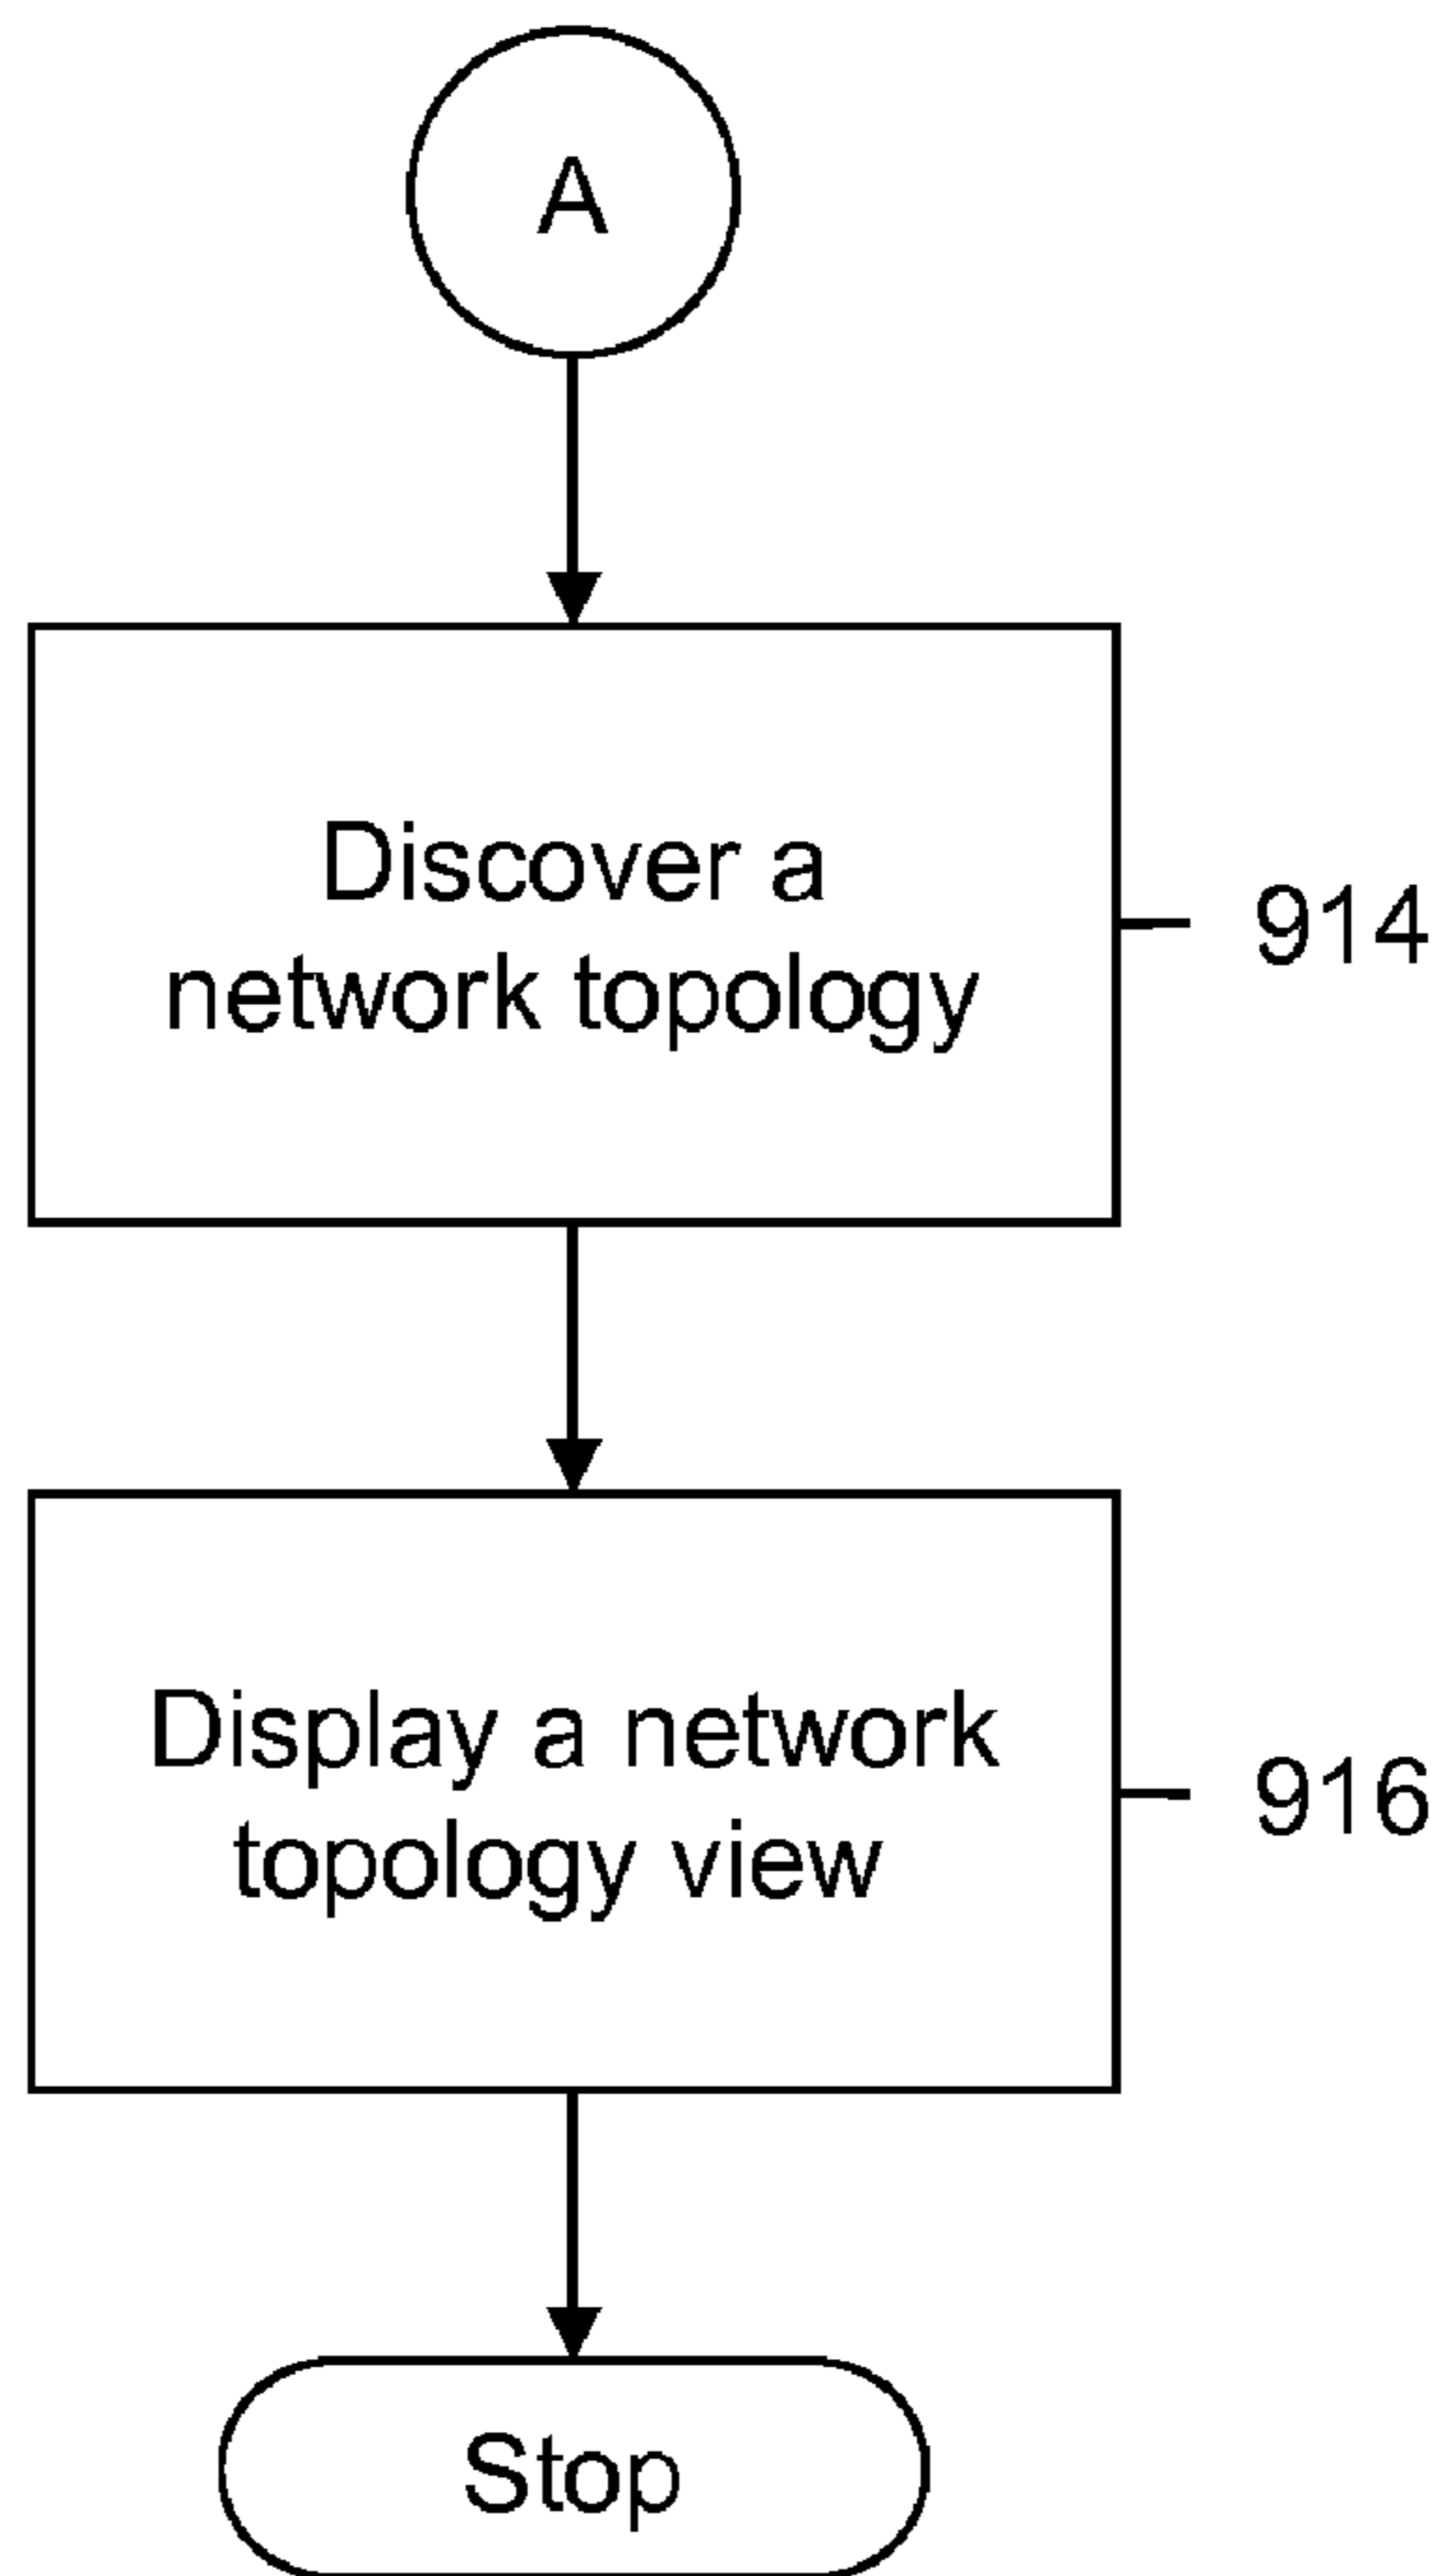 A
Discover a
network topology
914
Display a network
topology view
916
Stop